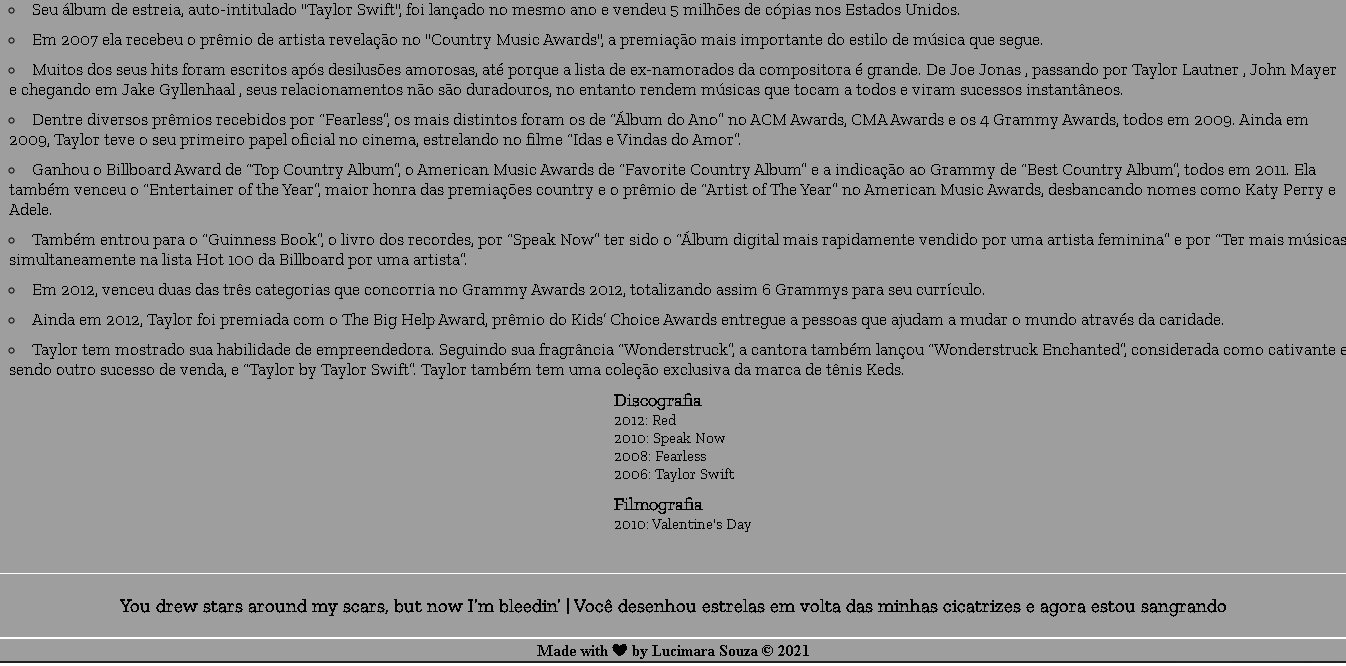 Seu álbum de estreia, auto-intitulado "Taylor Swift", foi lançado no mesmo ano e vendeu 5 milhões de cópias nos Estados Unidos.
Em 2007 ela recebeu o prêmio de artista revelação no "Country Music Awards", a premiação mais importante do estilo de música que segue.
Muitos dos seus hits foram escritos após desilusões amorosas, até porque a lista de ex-namorados da compositora é grande. De Joe Jonas , passando por Taylor Lautner , John Mayer
e chegando em Jake Gyllenhaal , seus relacionamentos não são duradouros, no entanto rendem músicas que tocam a todos e viram sucessos instantâneos.
Dentre diversos prêmios recebidos por “Fearless”, os mais distintos foram os de “Álbum do Ano” no ACM Awards, CMA Awards e os 4 Grammy Awards, todos em 2009. Ainda em
2009, Taylor teve o seu primeiro papel oficial no cinema, estrelando no filme “Idas e Vindas do Amor”.
Ganhou o Billboard Award de “Top Country Album”, o American Music Awards de “Favorite Country Album” e a indicação ao Grammy de “Best Country Album”, todos em 2011. Ela
também venceu o “Entertainer of the Year”, maior honra das premiações country e o prêmio de “Artist of The Year” no American Music Awards, desbancando nomes como Katy Perry e
Adele.
Também entrou para o “Guinness Book”, o livro dos recordes, por “Speak Now” ter sido o “Álbum digital mais rapidamente vendido por uma artista feminina” e por “Ter mais músicas
simultaneamente na lista Hot 100 da Billboard por uma artista”.
Em 2012, venceu duas das três categorias que concorria no Grammy Awards 2012, totalizando assim 6 Grammys para seu currículo.
Ainda em 2012, Taylor foi premiada com o The Big Help Award, prêmio do Kids’ Choice Awards entregue a pessoas que ajudam a mudar o mundo através da caridade.
Taylor tem mostrado sua habilidade de empreendedora. Seguindo sua fragrância “Wonderstruck”, a cantora também lançou “Wonderstruck Enchanted”, considerada como cativante e
sendo outro sucesso de venda, e “Taylor by Taylor Swift”. Taylor também tem uma coleção exclusiva da marca de tênis Keds.
Discografia
2012: Red
2010: Speak Now
2008: Fearless
2006: Taylor Swift
Filmografia
2010: Valentine's Day
You drew stars around my scars, but now I'm bleedin' | Você desenhou estrelas em volta das minhas cicatrizes e agora estou sangrando
Made with ❤ by Lucimara Souza © 2021